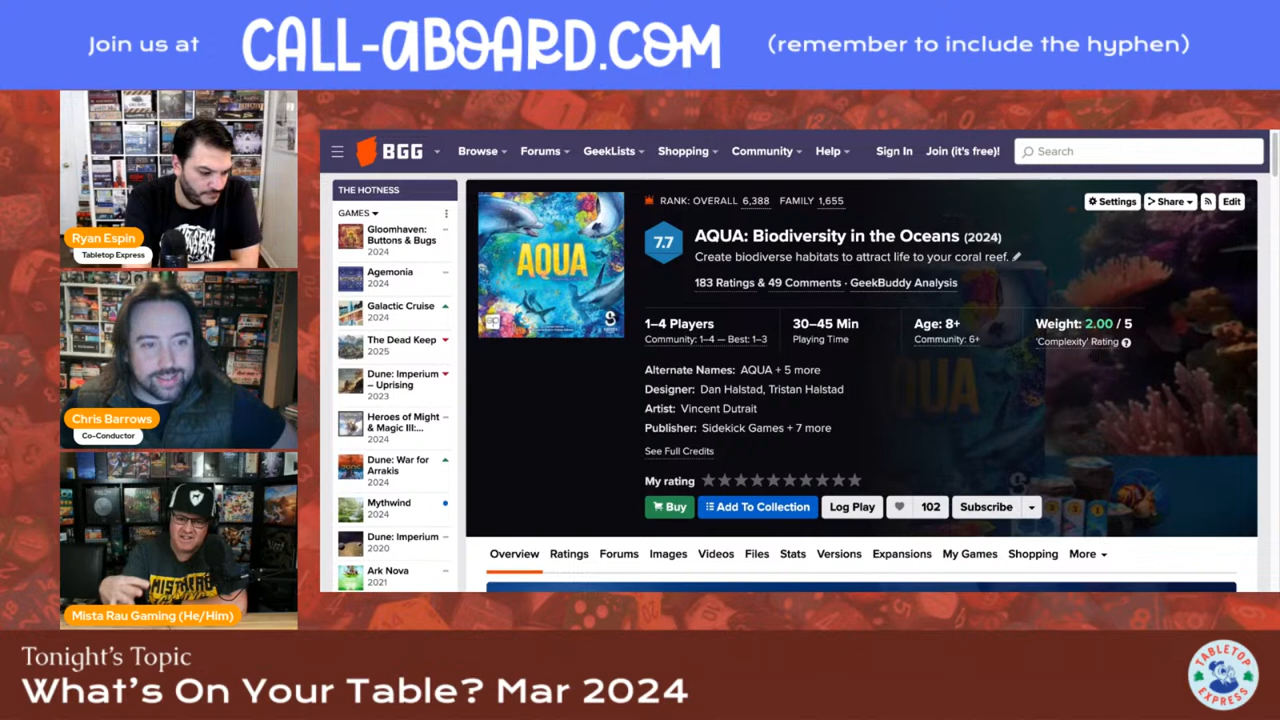 Join us at CALL-aBOARD.COM (remember to include the hyphen)
Ryan Espin
Tabletop Express
Chris Barrows
Co-Conductor
MISTA RAU
Mista Rau Gaming (He/Him)
BGG Browse Forums GeekLists Shopping Community Help Sign In Join (it's free!) Search
THE HOTNESS
GAMES
Gloomhaven:
Buttons & Bugs
2024
Agemonia
2024
Galactic Cruise
2024
The Dead Keep
2025
Dune: Imperium
– Uprising
2023
Heroes of Might
& Magic III:...
2024
Dune: War for
Arrakis
2024
Mythwind
2024
Dune: Imperium
2020
Ark Nova
2021
AQUA
RANK: OVERALL 6,388 FAMILY 1,655
Settings Share Edit
7.7
AQUA: Biodiversity in the Oceans (2024)
Create biodiverse habitats to attract life to your coral reef.
183 Ratings & 49 Comments · GeekBuddy Analysis
1–4 Players 30–45 Min Age: 8+ Weight: 2.00 / 5
Community: 1–4 — Best: 1–3 Playing Time Community: 6+ 'Complexity' Rating ?
Alternate Names: AQUA + 5 more
Designer: Dan Halstad, Tristan Halstad
Artist: Vincent Dutrait
Publisher: Sidekick Games + 7 more
See Full Credits
My rating
Buy Add To Collection Log Play 102 Subscribe
Overview Ratings Forums Images Videos Files Stats Versions Expansions My Games Shopping More
Tonight's Topic
What's On Your Table? Mar 2024
TABLETOP
EXPRESS